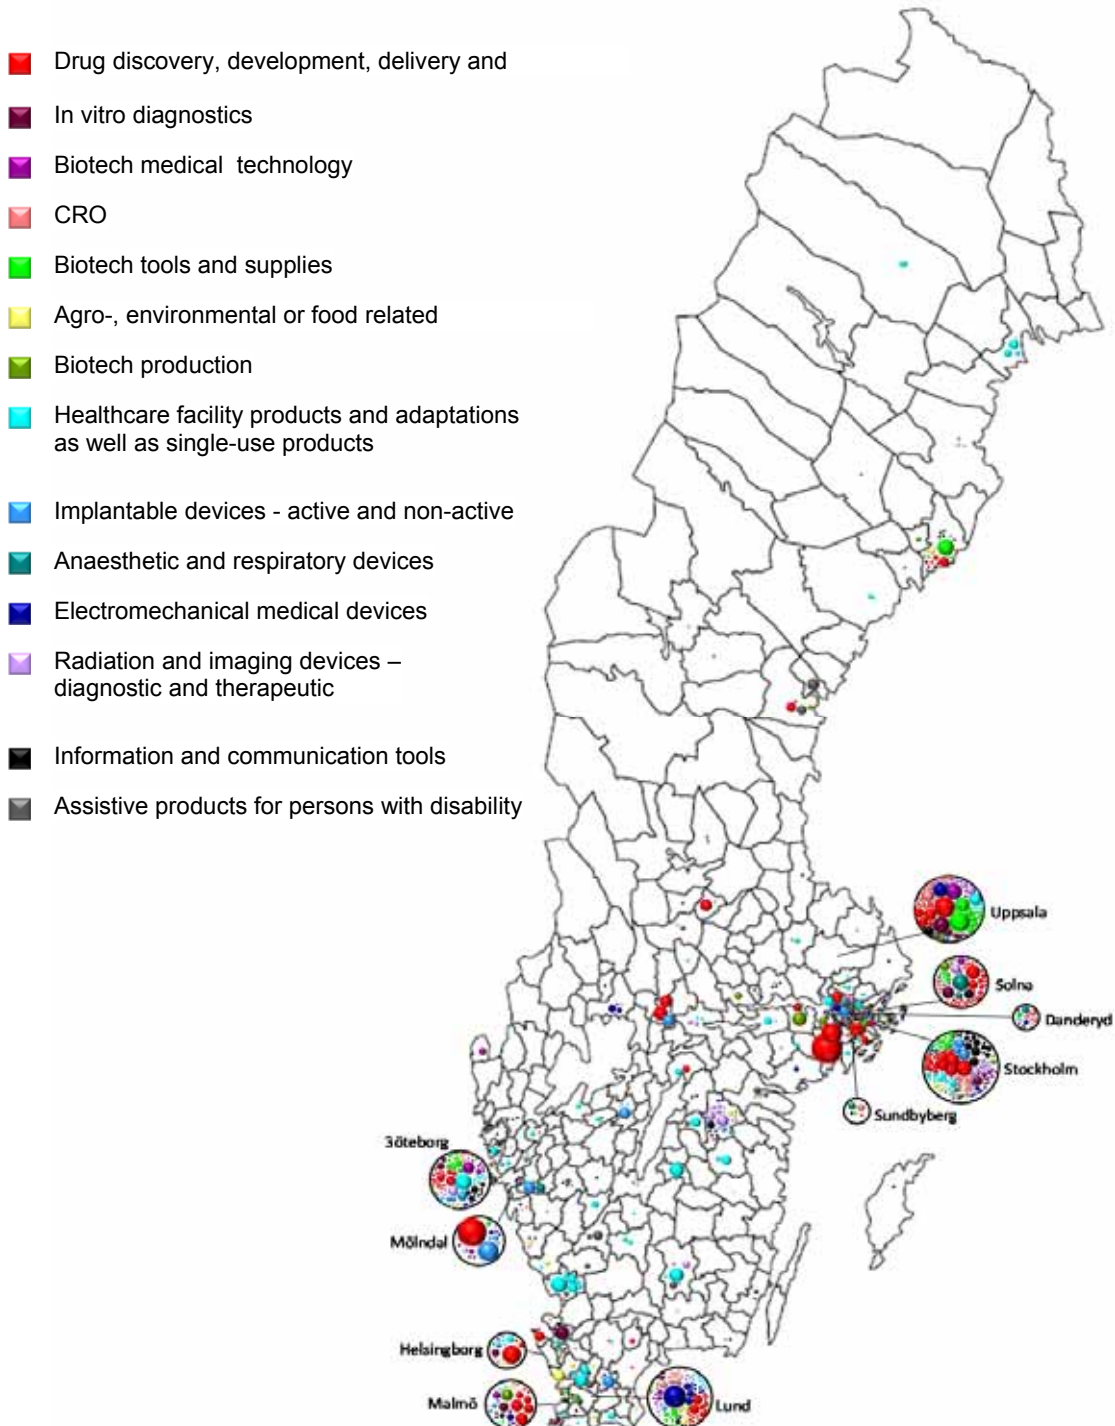 Drug discovery, development, delivery and
In vitro diagnostics
Biotech medical technology
CRO
Biotech tools and supplies
Agro-, environmental or food related
Biotech production
Healthcare facility products and adaptations
as well as single-use products
Implantable devices - active and non-active
Anaesthetic and respiratory devices
Electromechanical medical devices
Radiation and imaging devices –
diagnostic and therapeutic
Information and communication tools
Assistive products for persons with disability
Uppsala
Solna
Danderyd
Stockholm
Sundbyberg
3öteborg
Mölndal
Helsingborg
Malmö
Lund